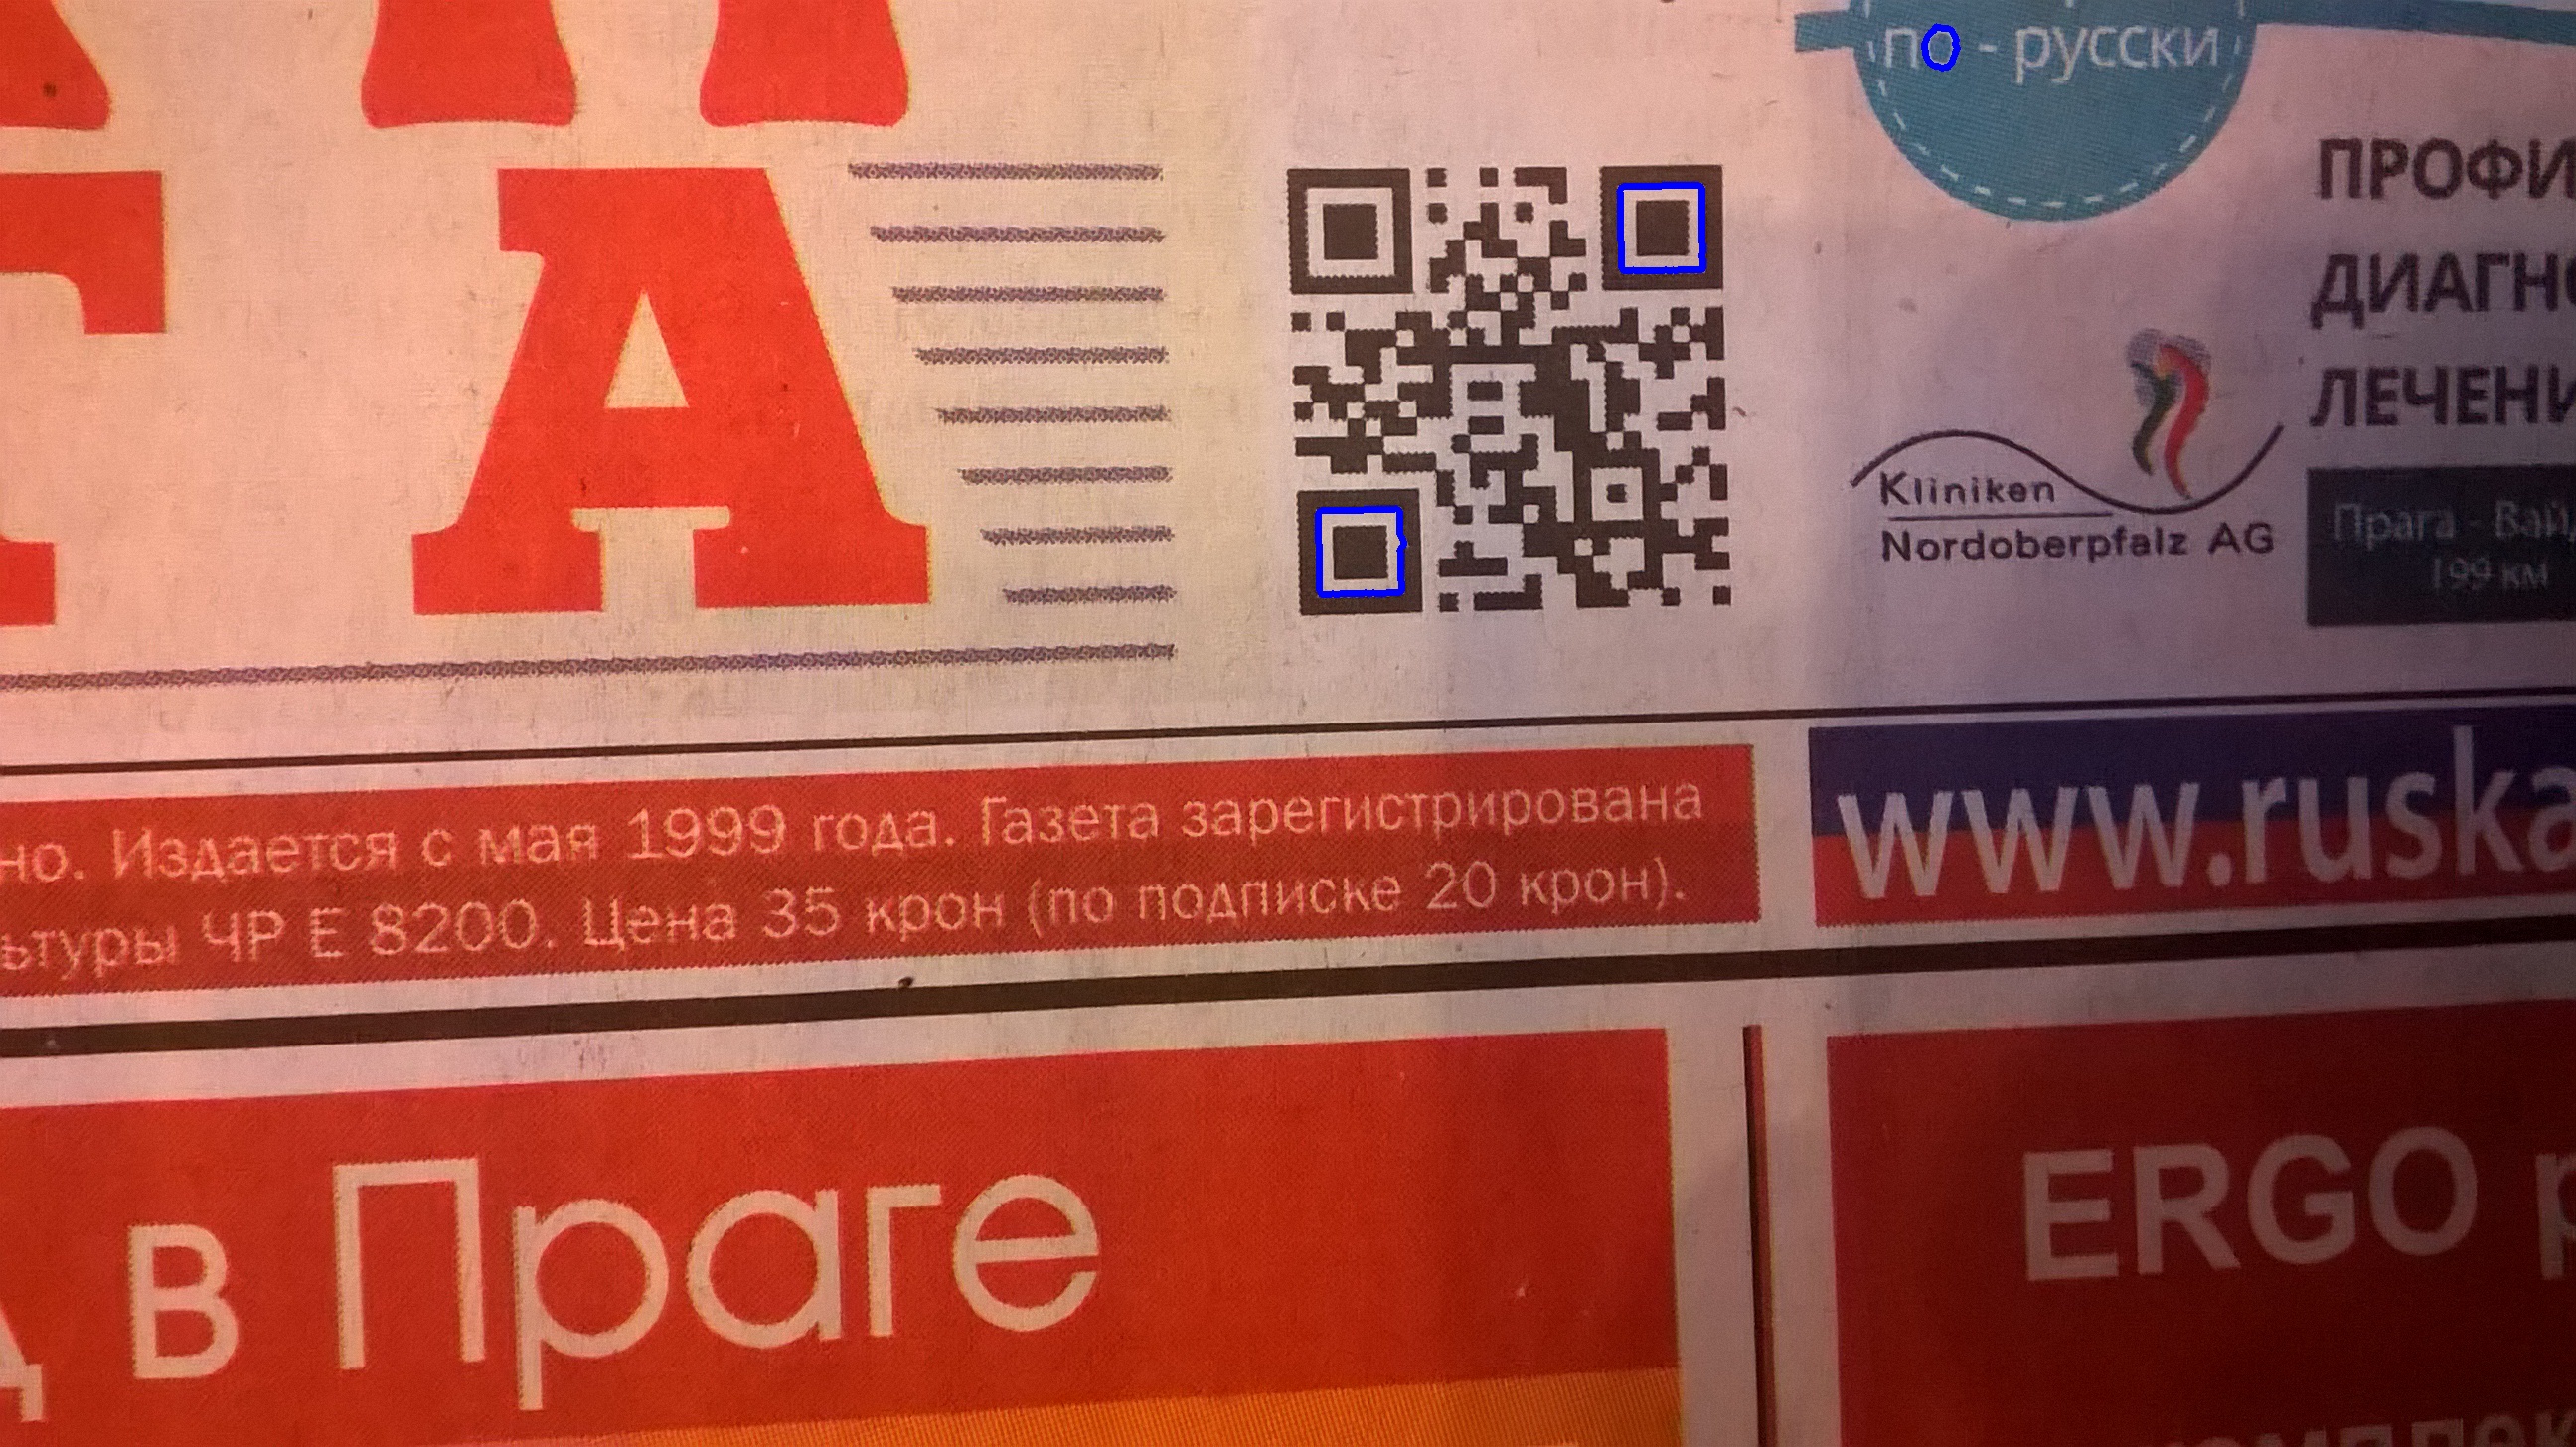 по - русски
А
ПРОФИ
ДИАГНО
ЛЕЧЕНИ
Kliniken
Nordoberpfalz AG
Прага - Вай
199 км
но. Издается с мая 1999 года. Газета зарегистрирована
ьтуры ЧР Е 8200. Цена 35 крон (по подписке 20 крон).
www.ruska
в Праге
ERGO p